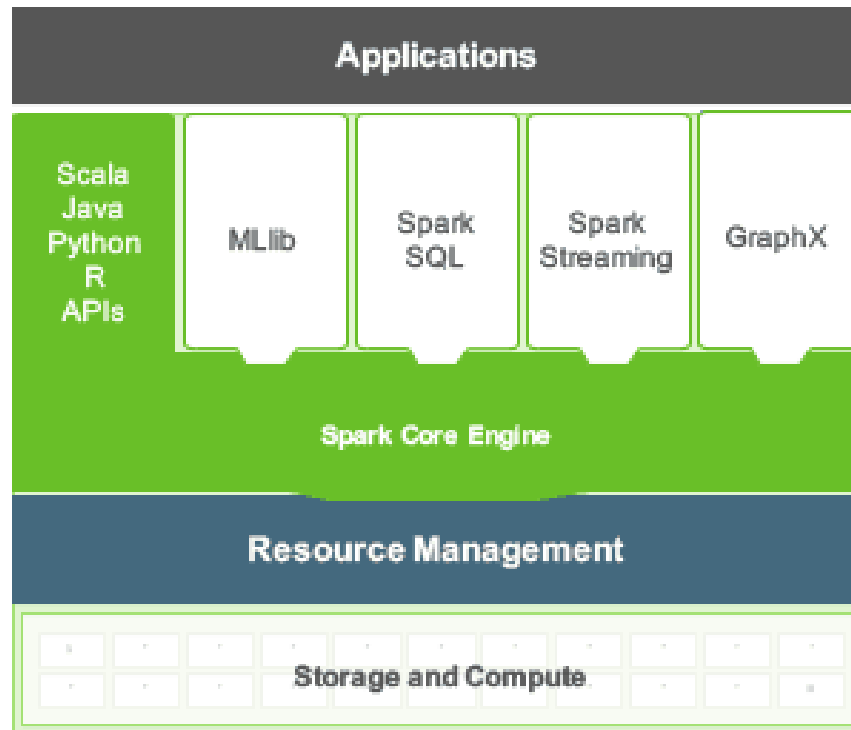 Applications
Scala
Java
Python
R
APIs
MLlib
Spark
SQL
Spark
Streaming
GraphX
Spark Core Engine
Resource Management
Storage and Compute